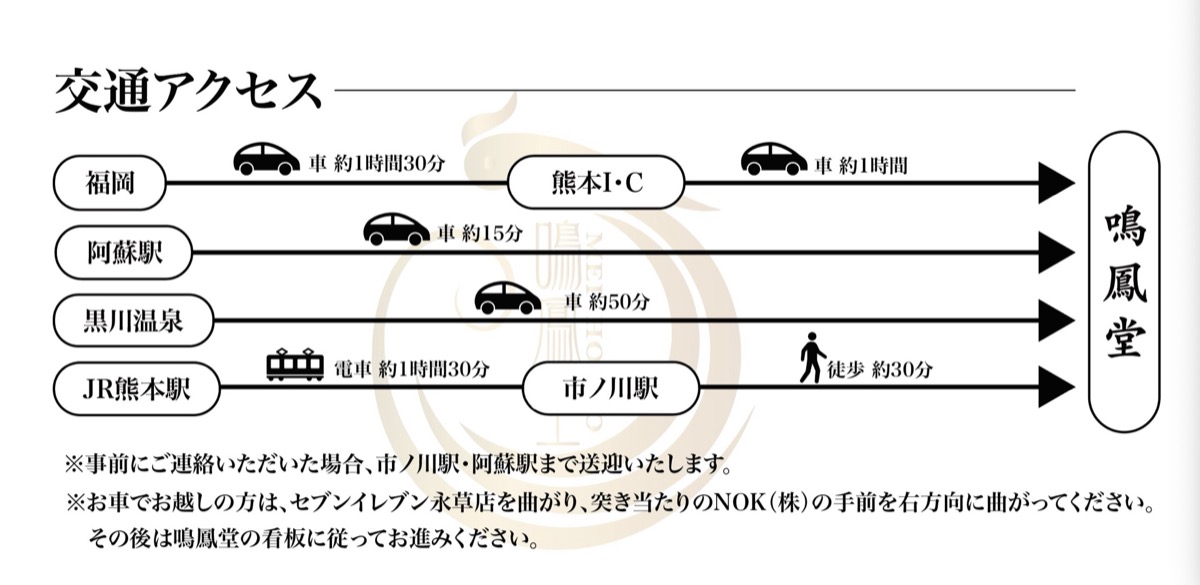 交通アクセス
福岡 車 約1時間30分 熊本I・C 車 約1時間
阿蘇駅 車 約15分
黒川温泉 車 約50分
JR熊本駅 電車 約1時間30分 市ノ川駅 徒歩 約30分
鳴鳳堂
※事前にご連絡いただいた場合、市ノ川駅・阿蘇駅まで送迎いたします。
※お車でお越しの方は、セブンイレブン永草店を曲がり、突き当たりのNOK(株)の手前を右方向に曲がってください。
その後は鳴鳳堂の看板に従ってお進みください。